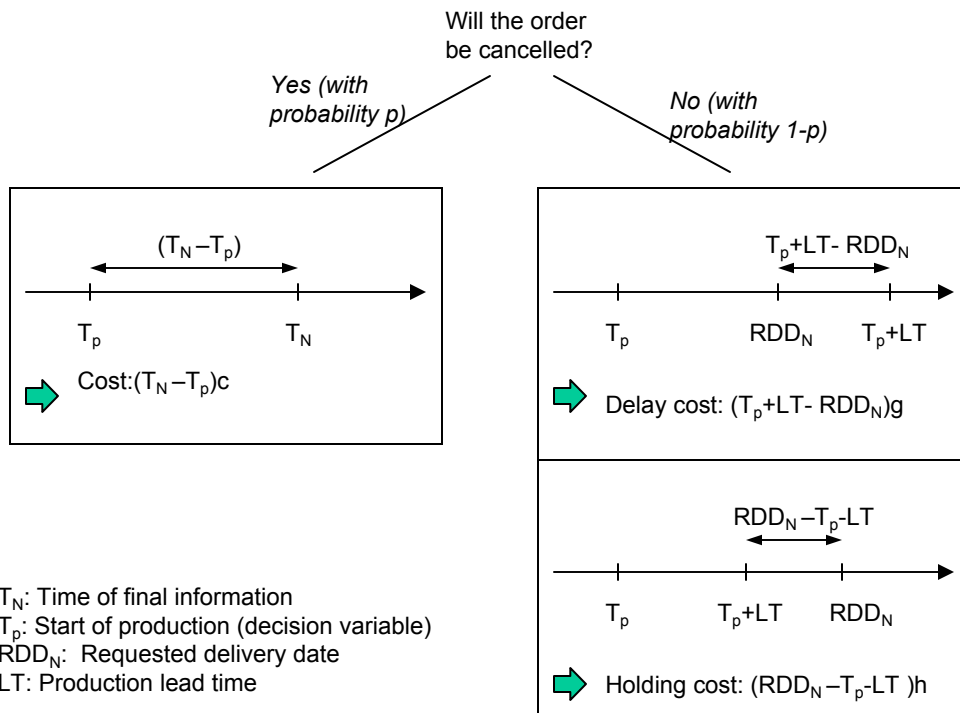 Will the order
be cancelled?
Yes (with
probability p)
No (with
probability 1-p)
(T_N –T_p)
T_p
T_N
Cost:(T_N –T_p)c
T_p+LT- RDD_N
T_p
RDD_N
T_p+LT
Delay cost: (T_p+LT- RDD_N)g
RDD_N –T_p-LT
T_p
T_p+LT
RDD_N
Holding cost: (RDD_N –T_p-LT )h
T_N: Time of final information
T_p: Start of production (decision variable)
RDD_N: Requested delivery date
LT: Production lead time